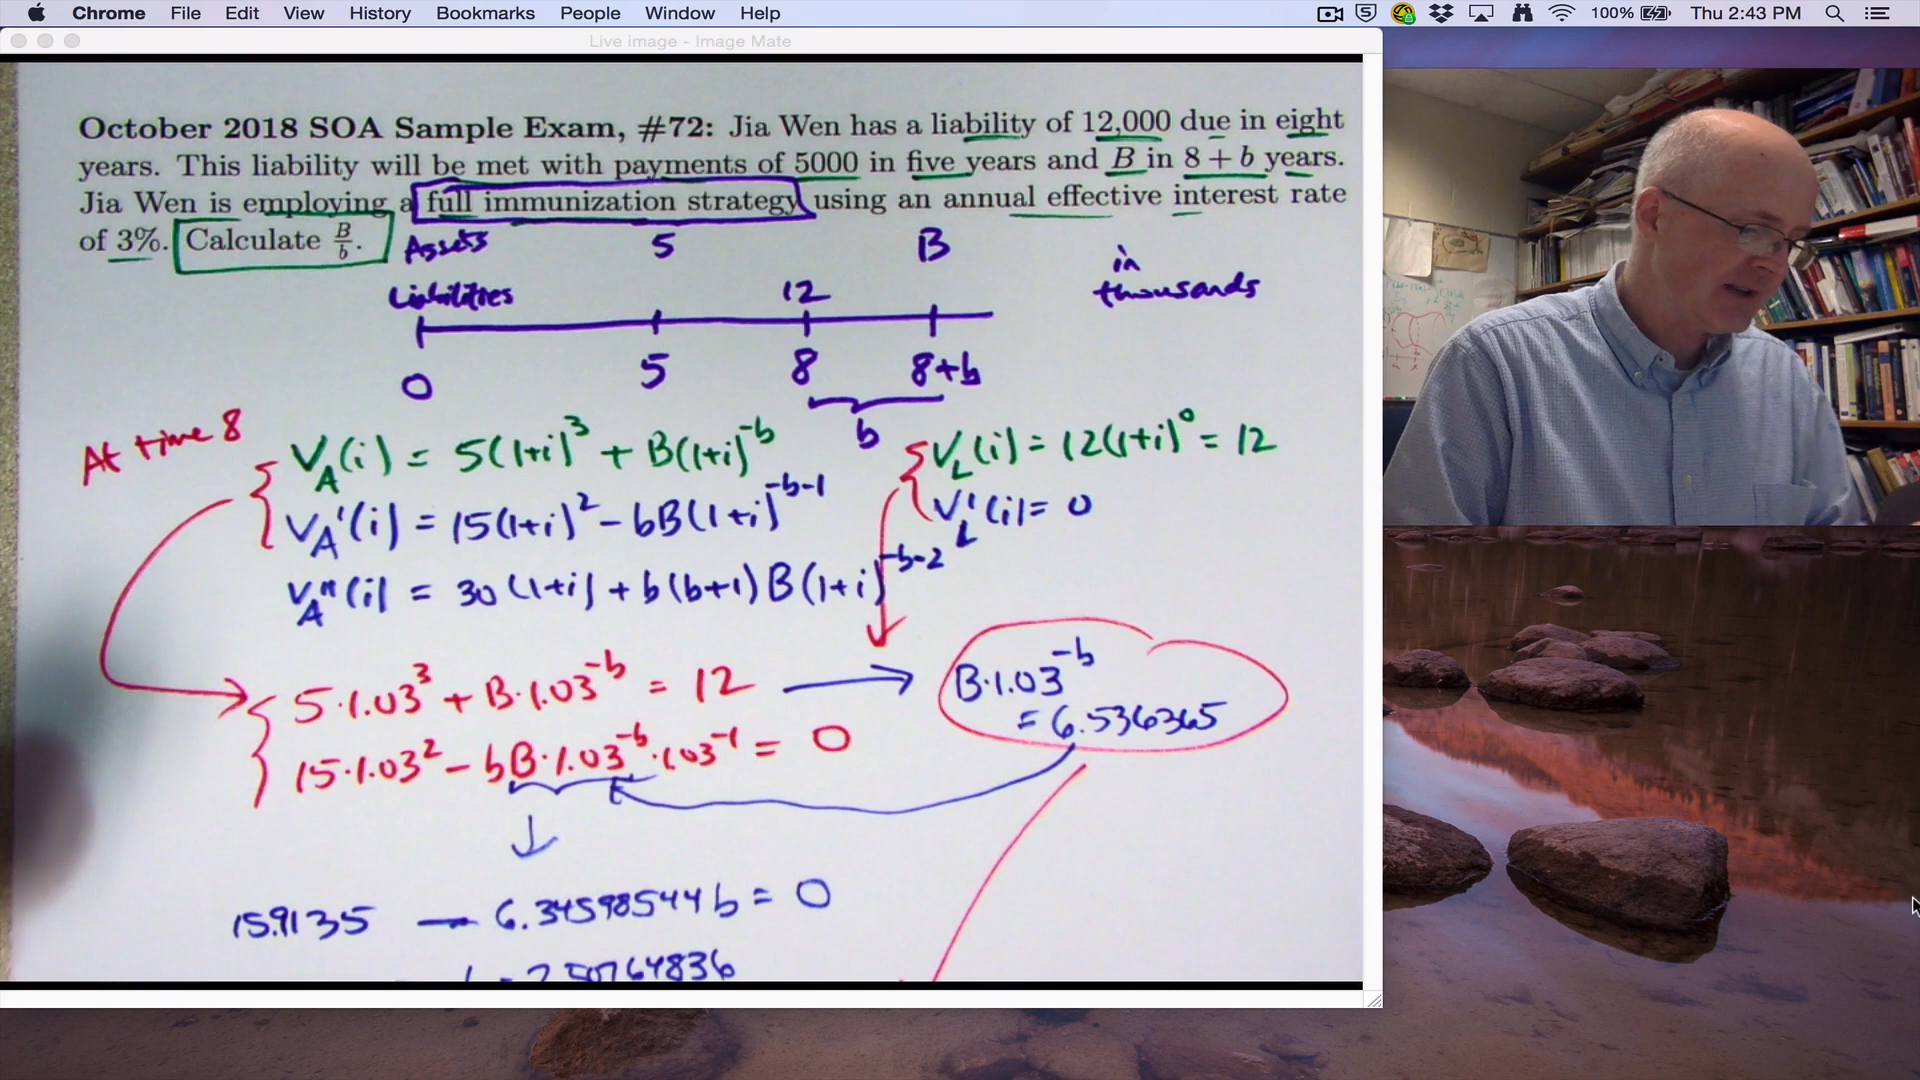 Chrome File Edit View History Bookmarks People Window Help 100% Thu 2:43 PM
Live image - Image Mate
October 2018 SOA Sample Exam, #72: Jia Wen has a liability of 12,000 due in eight
years. This liability will be met with payments of 5000 in five years and B in 8 + b years.
Jia Wen is employing a full immunization strategy using an annual effective interest rate
of 3%. Calculate B/b.
Assets 5 B in
Liabilities 12 thousands
0 5 8 8+b
b
At time 8
V_A(i) = 5(1+i)^3 + B(1+i)^-b V_L(i) = 12(1+i)^0 = 12
V_A'(i) = 15(1+i)^2 - bB(1+i)^-b-1 V_L'(i) = 0
V_A"(i) = 30(1+i) + b(b+1)B(1+i)^-b-2
5·1.03^3 + B·1.03^-b = 12 B·1.03^-b
= 6.536365
15·1.03^2 - bB·1.03^-b·1.03^-1 = 0
15.9135 - 6.34598544b = 0